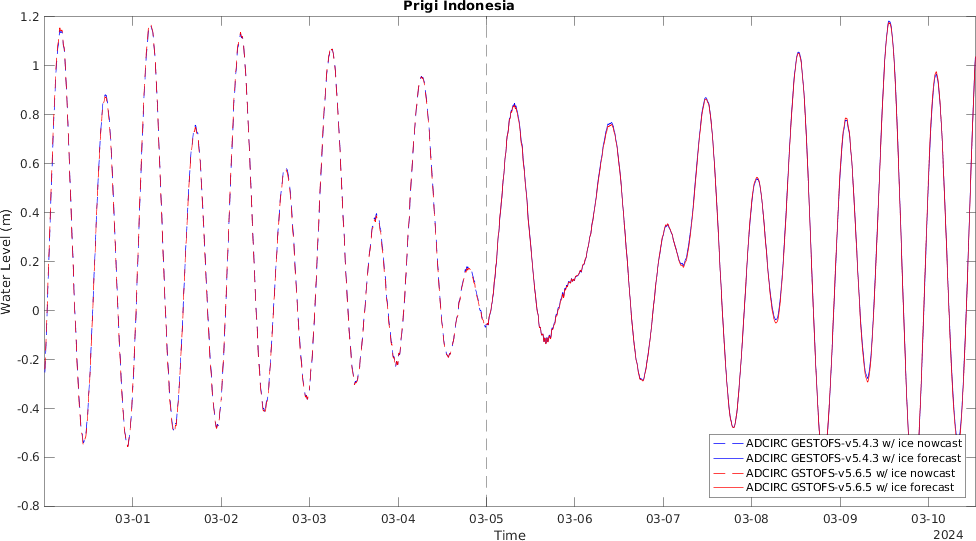 Prigi Indonesia
1.2
1
0.8
0.6
0.4
0.2
0
-0.2
-0.4
-0.6
-0.8
Water Level (m)
ADCIRC GESTOFS-v5.4.3 w/ ice nowcast
ADCIRC GESTOFS-v5.4.3 w/ ice forecast
ADCIRC GSTOFS-v5.6.5 w/ ice nowcast
ADCIRC GSTOFS-v5.6.5 w/ ice forecast
03-01 03-02 03-03 03-04 03-05 03-06 03-07 03-08 03-09 03-10
Time
2024